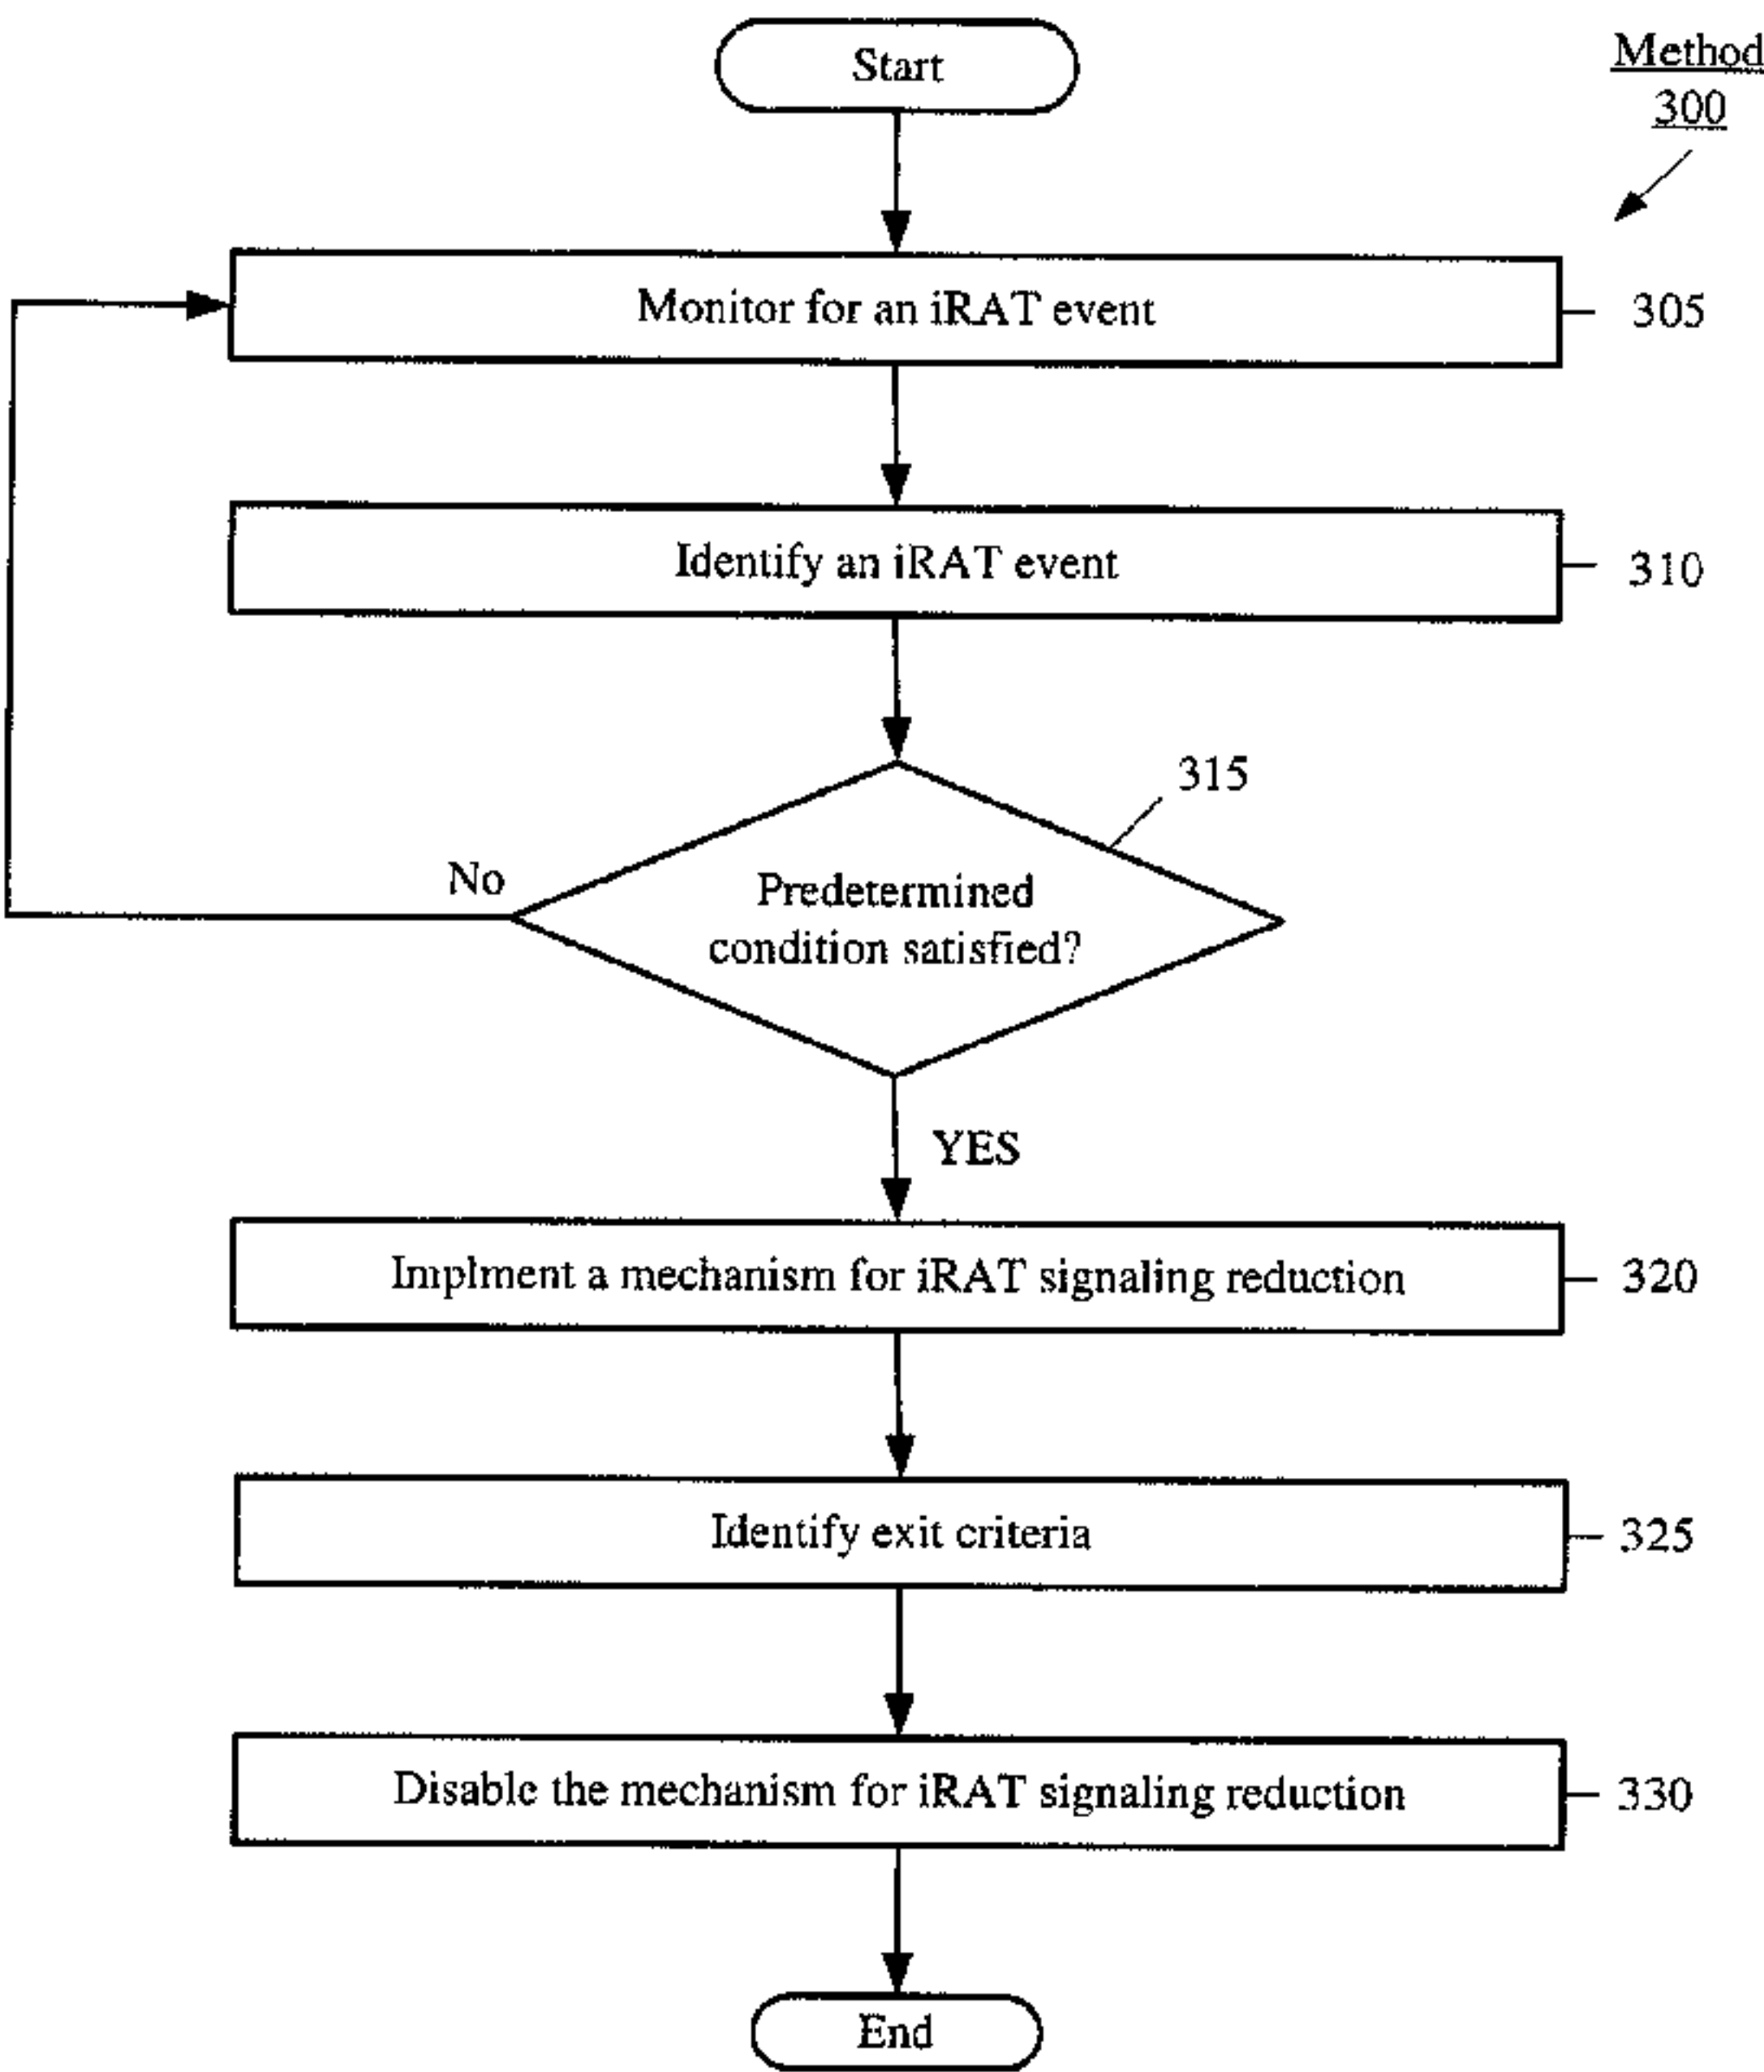 Start
Method
300
Monitor for an iRAT event
305
Identify an iRAT event
310
315
No
Predetermined
condition satisfied?
YES
Implment a mechanism for iRAT signaling reduction
320
Identify exit criteria
325
Disable the mechanism for iRAT signaling reduction
330
End